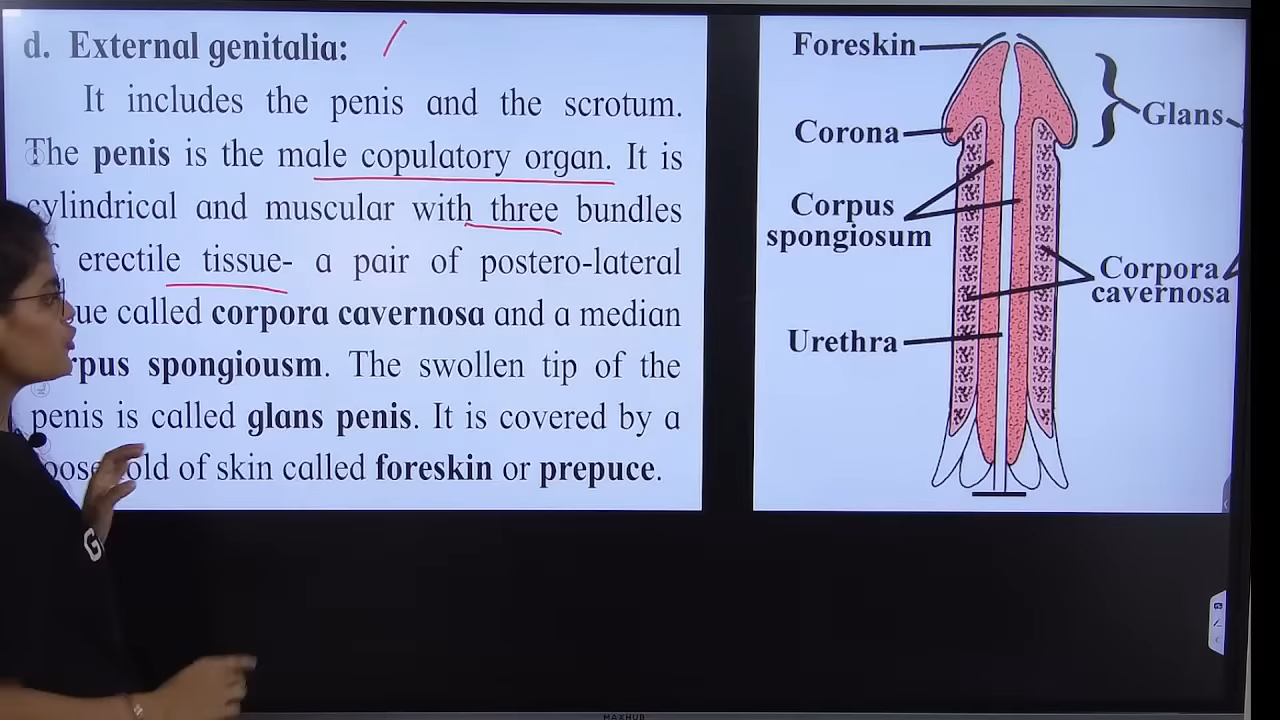 d. External genitalia:
It includes the penis and the scrotum.
The penis is the male copulatory organ. It is
cylindrical and muscular with three bundles
erectile tissue- a pair of postero-lateral
called corpora cavernosa and a median
spongiousm. The swollen tip of the
penis is called glans penis. It is covered by a
of skin called foreskin or prepuce.
Foreskin
Glans
Corona
Corpus
spongiosum
Corpora
cavernosa
Urethra
G
MAXHUB